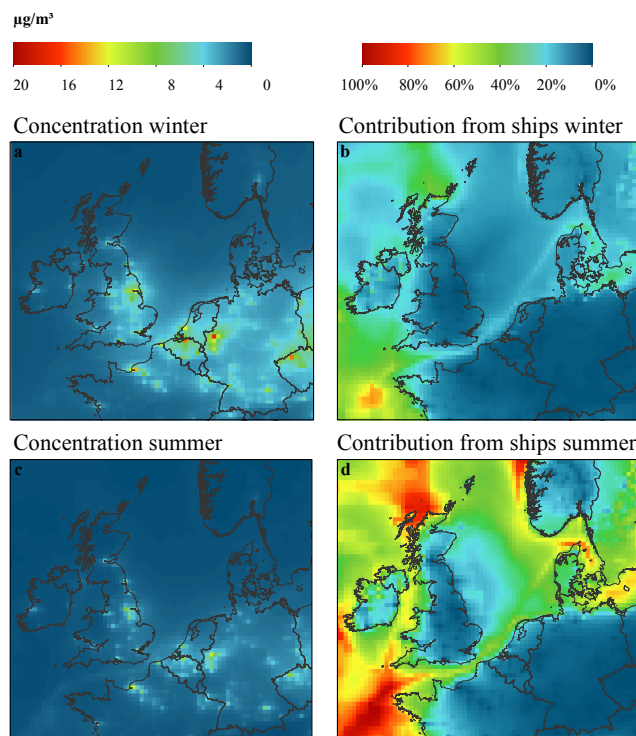 µg/m³
20 16 12 8 4 0
100% 80% 60% 40% 20% 0%
Concentration winter
Contribution from ships winter
a
b
Concentration summer
Contribution from ships summer
c
d